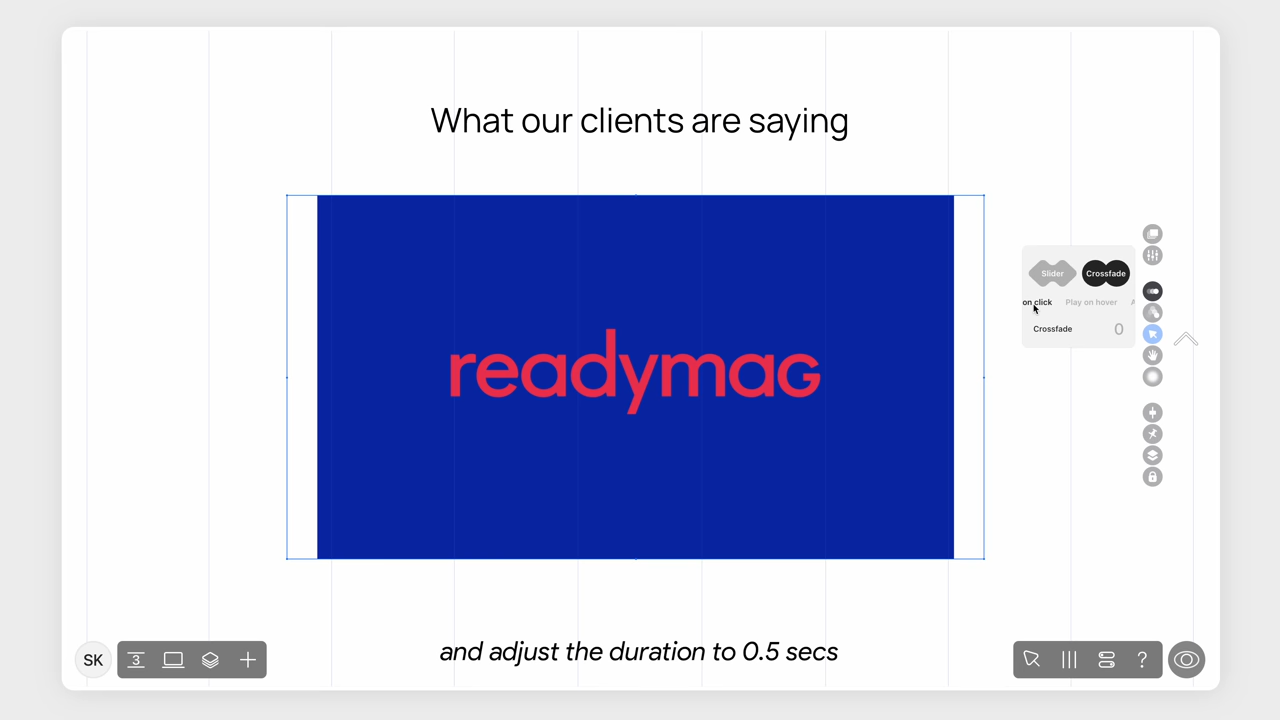 What our clients are saying
readymag
Slider
Crossfade
on click
Play on hover
Crossfade
0
SK
3
?
and adjust the duration to 0.5 secs